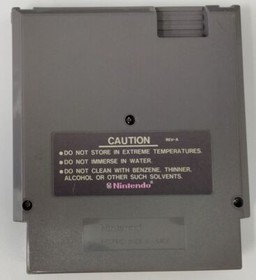 CAUTION
REV-A
●DO NOT STORE IN EXTREME TEMPERATURES.
●DO NOT IMMERSE IN WATER.
●DO NOT CLEAN WITH BENZENE, THINNER,
ALCOHOL OR OTHER SUCH SOLVENTS.
Nintendo®